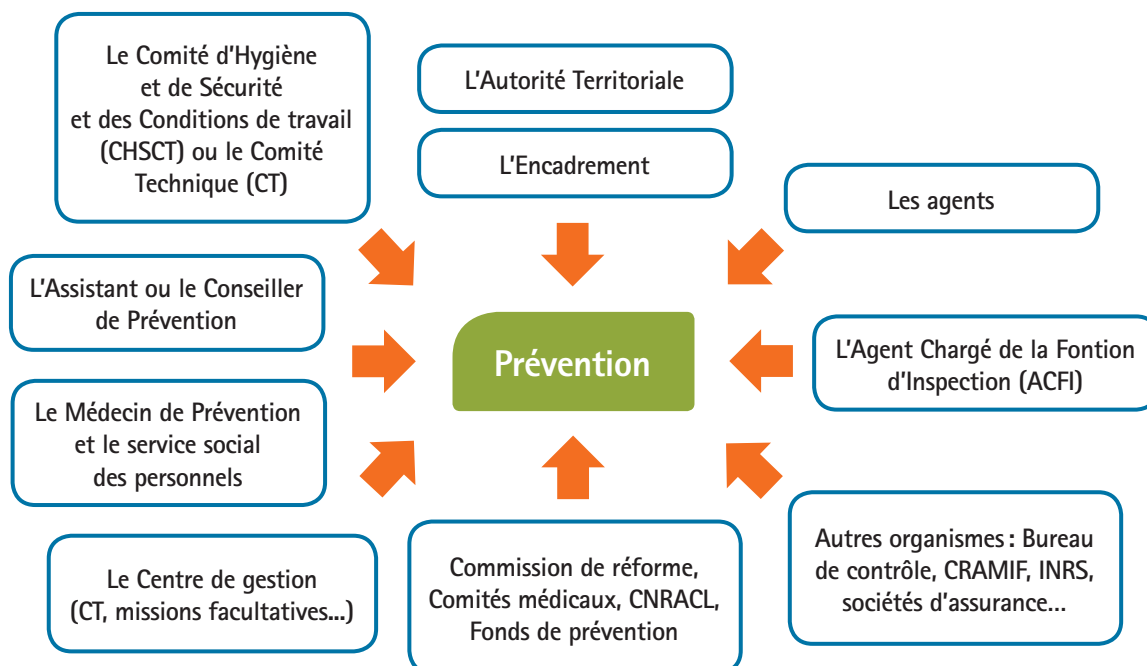 Le Comité d'Hygiène
et de Sécurité
et des Conditions de travail
(CHSCT) ou le Comité
Technique (CT)
L'Autorité Territoriale
L'Encadrement
Les agents
L'Assistant ou le Conseiller
de Prévention
Prévention
L'Agent Chargé de la Fontion
d'Inspection (ACFI)
Le Médecin de Prévention
et le service social
des personnels
Le Centre de gestion
(CT, missions facultatives...)
Commission de réforme,
Comités médicaux, CNRACL,
Fonds de prévention
Autres organismes : Bureau
de contrôle, CRAMIF, INRS,
sociétés d'assurance...